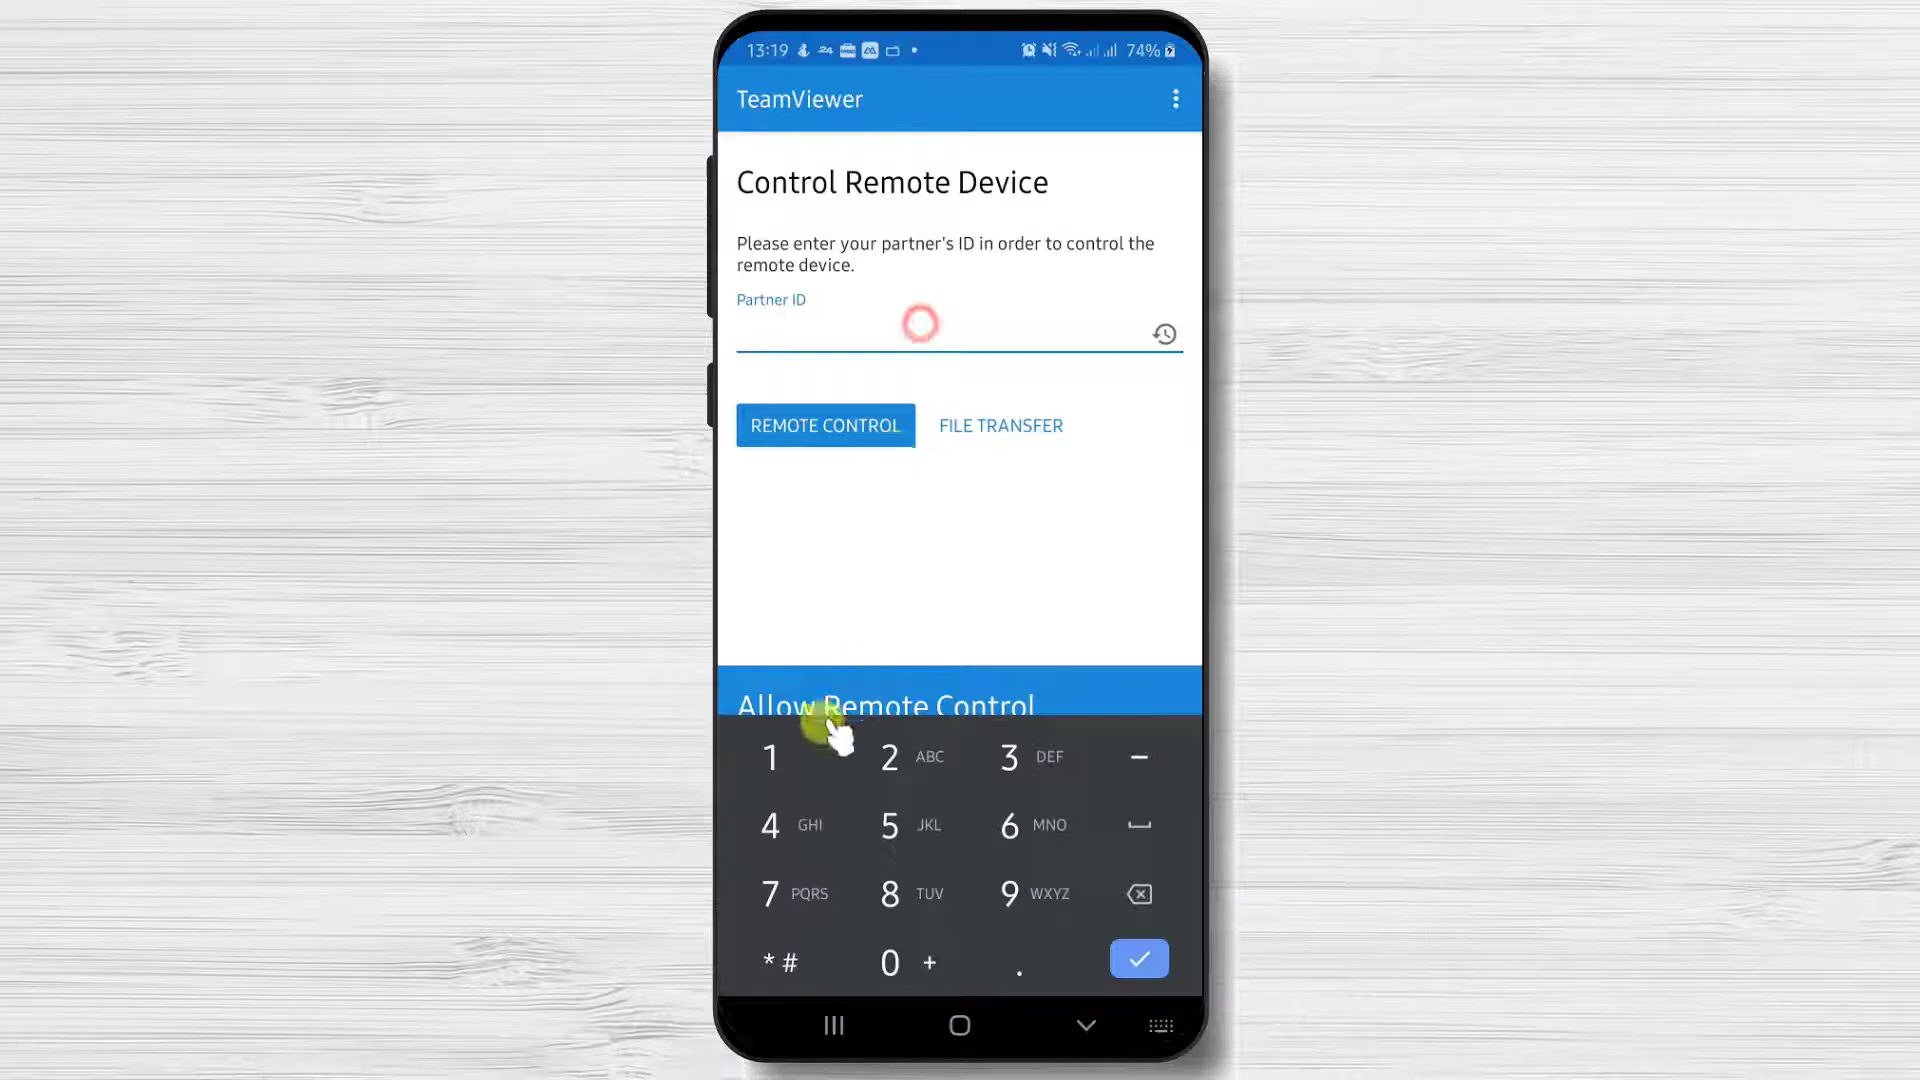 13:19 24 74%
TeamViewer
Control Remote Device
Please enter your partner's ID in order to control the
remote device.
Partner ID
REMOTE CONTROL FILE TRANSFER
Allow Remote Control
1 2 ABC 3 DEF –
4 GHI 5 JKL 6 MNO
7 PQRS 8 TUV 9 WXYZ
* # 0 + .